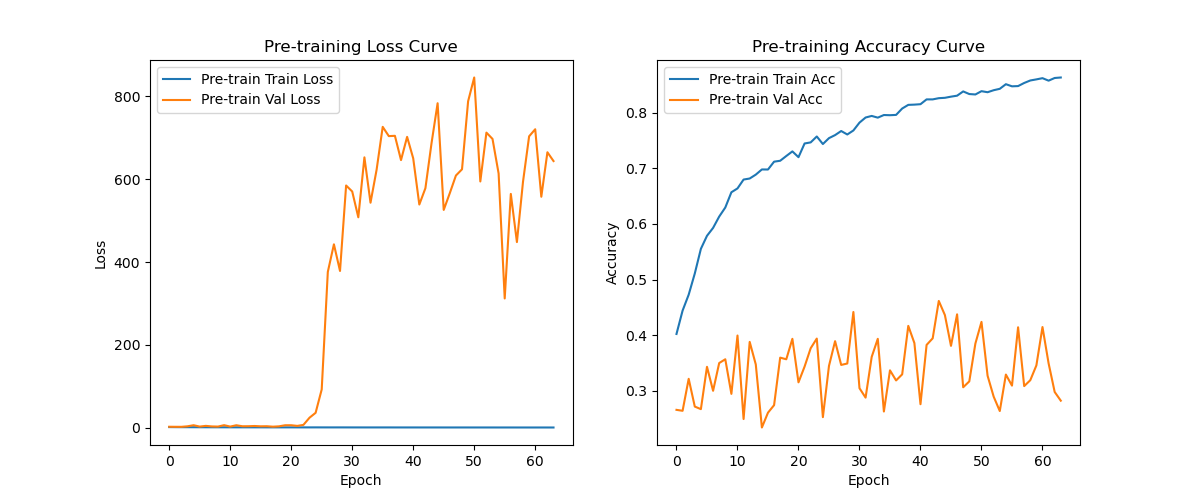 Pre-training Loss Curve
Pre-train Train Loss
Pre-train Val Loss
800
600
400
200
0
Loss
0 10 20 30 40 50 60
Epoch
Pre-training Accuracy Curve
Pre-train Train Acc
Pre-train Val Acc
0.8
0.7
0.6
0.5
0.4
0.3
Accuracy
0 10 20 30 40 50 60
Epoch